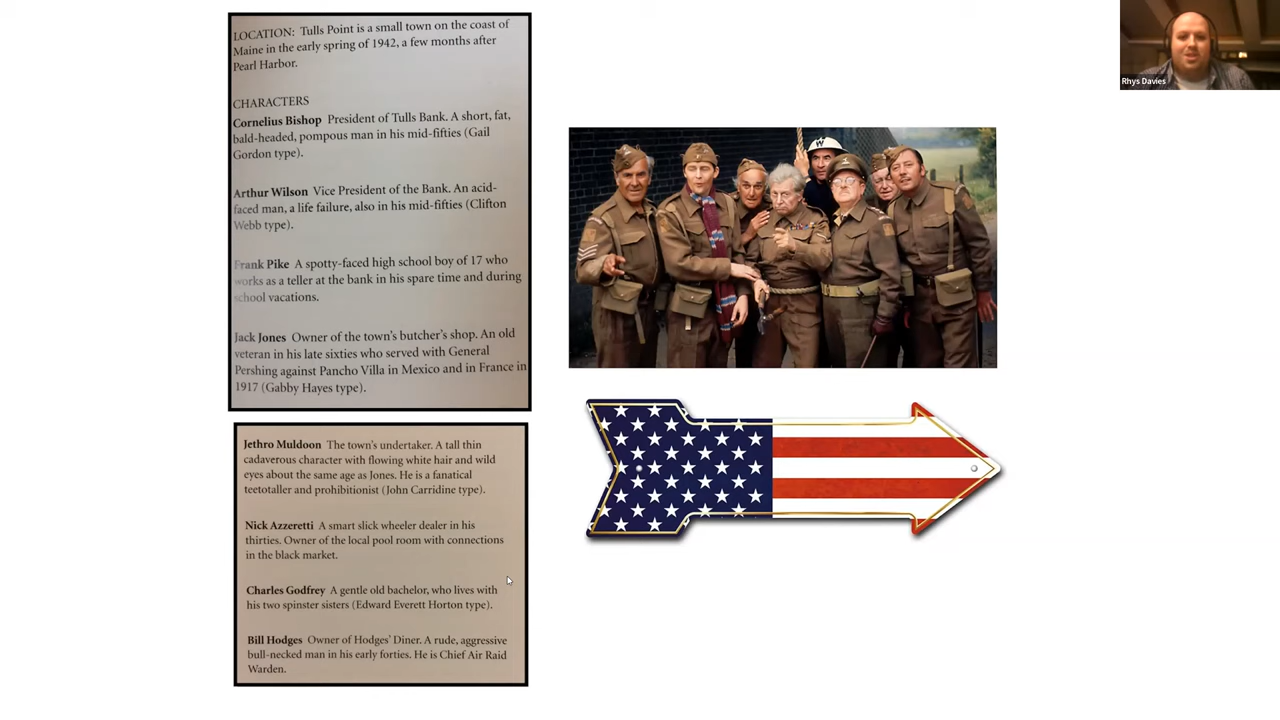 LOCATION: Tulls Point is a small town on the coast of
Maine in the early spring of 1942, a few months after
Pearl Harbor.
CHARACTERS
Cornelius Bishop President of Tulls Bank. A short, fat,
bald-headed, pompous man in his mid-fifties (Gail
Gordon type).
Arthur Wilson Vice President of the Bank. An acid-
faced man, a life failure, also in his mid-fifties (Clifton
Webb type).
Frank Pike A spotty-faced high school boy of 17 who
works as a teller at the bank in his spare time and during
school vacations.
Jack Jones Owner of the town's butcher's shop. An old
veteran in his late sixties who served with General
Pershing against Pancho Villa in Mexico and in France in
1917 (Gabby Hayes type).
Jethro Muldoon The town's undertaker. A tall thin
cadaverous character with flowing white hair and wild
eyes about the same age as Jones. He is a fanatical
teetotaller and prohibitionist (John Carridine type).
Nick Azzeretti A smart slick wheeler dealer in his
thirties. Owner of the local pool room with connections
in the black market.
Charles Godfrey A gentle old bachelor, who lives with
his two spinster sisters (Edward Everett Horton type).
Bill Hodges Owner of Hodges' Diner. A rude, aggressive
bull-necked man in his early forties. He is Chief Air Raid
Warden.
W
Rhys Davies